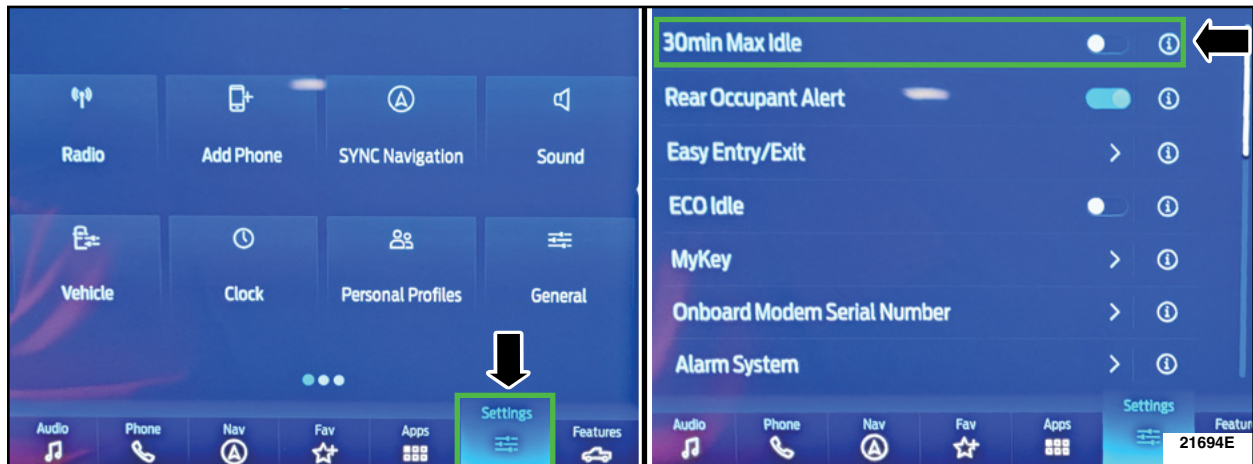 Radio
Add Phone
SYNC Navigation
Sound
Vehicle
Clock
Personal Profiles
General
Audio
Phone
Nav
Fav
Apps
Settings
Features
30min Max Idle
Rear Occupant Alert
Easy Entry/Exit
ECO Idle
MyKey
Onboard Modem Serial Number
Alarm System
Audio
Phone
Nav
Fav
Apps
Settings
Featur
21694E